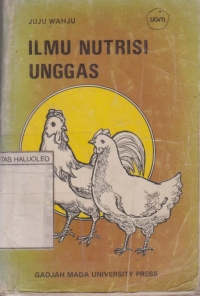 JUJU WAHJU
UGM
ILMU NUTRISI
UNGGAS
TAS HALUOLEO
GADJAH MADA UNIVERSITY PRESS